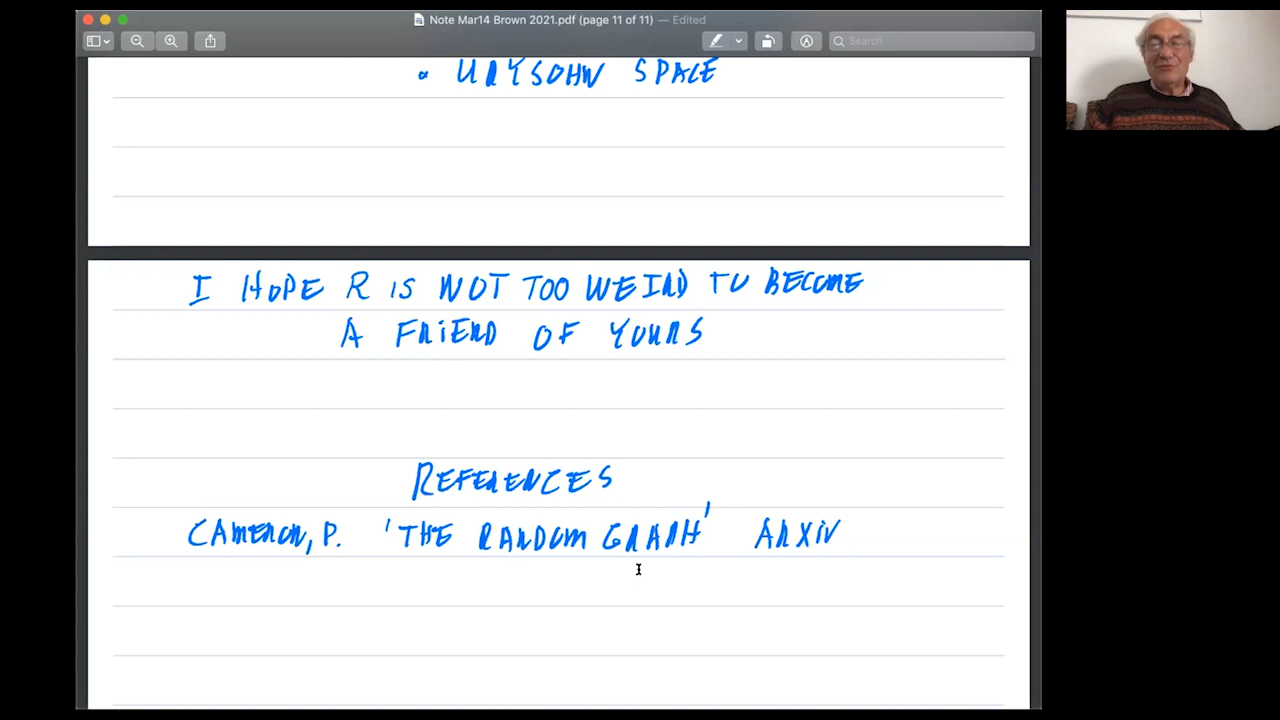 Note Mar14 Brown 2021.pdf (page 11 of 11) — Edited
Search
• URYSOHN SPACE
I HOPE R IS NOT TOO WEIRD TO BECOME
A FRIEND OF YOURS
REFERENCES
CAMERON, P. 'THE RANDOM GRAPH' ARXIV